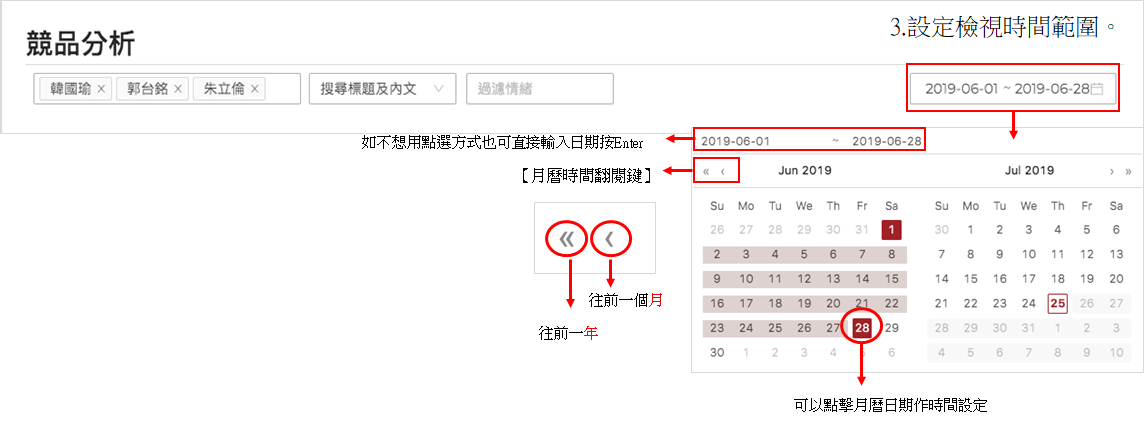 3.設定檢視時間範圍。
競品分析
韓國瑜 × 郭台銘 × 朱立倫 × 搜尋標題及內文 過濾情緒 2019-06-01 ~ 2019-06-28
如不想用點選方式也可直接輸入日期按Enter 2019-06-01 ~ 2019-06-28
【月曆時間翻閱鍵】 « ‹ Jun 2019 Jul 2019 › »
Su Mo Tu We Th Fr Sa Su Mo Tu We Th Fr Sa
26 27 28 29 30 31 1 30 1 2 3 4 5 6
2 3 4 5 6 7 8 7 8 9 10 11 12 13
9 10 11 12 13 14 15 14 15 16 17 18 19 20
16 17 18 19 20 21 22 21 22 23 24 25 26 27
23 24 25 26 27 28 29 28 29 30 31 1 2 3
30 1 2 3 4 5 6 4 5 6 7 8 9 10
« ‹
往前一個月
往前一年
可以點擊月曆日期作時間設定